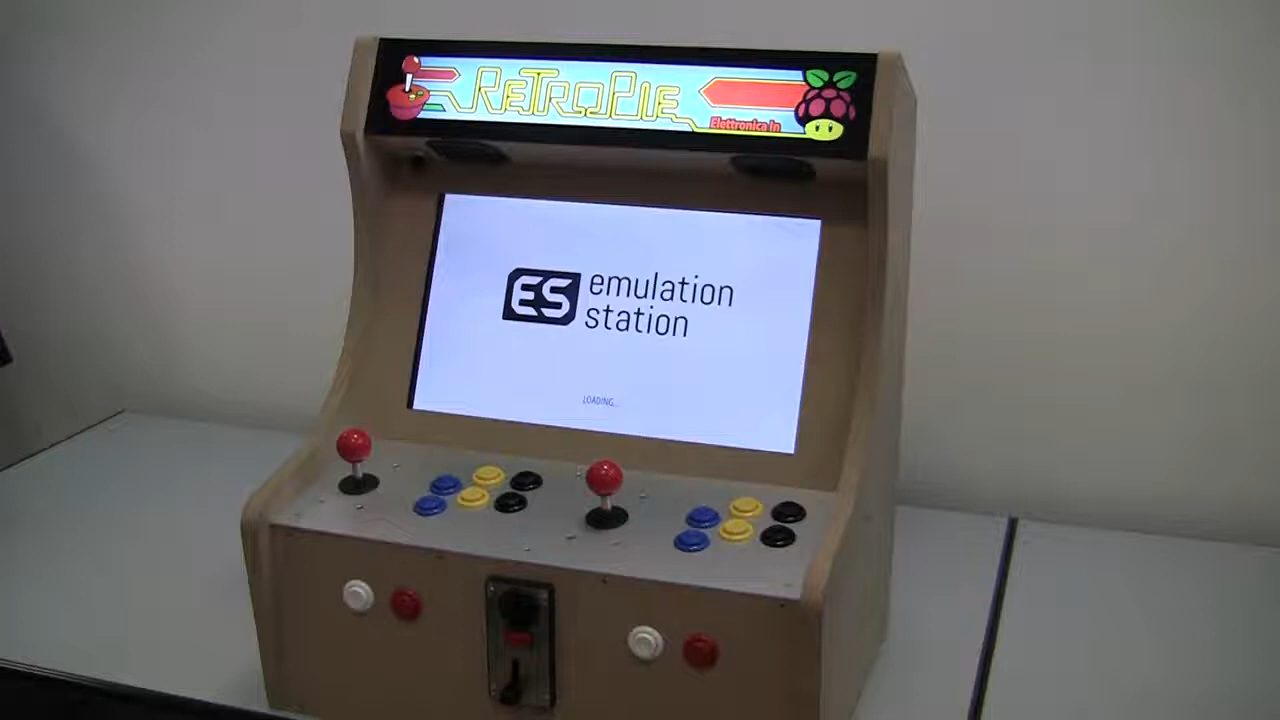 RETROPIE
Elettronica In
ES
emulation
station
LOADING...